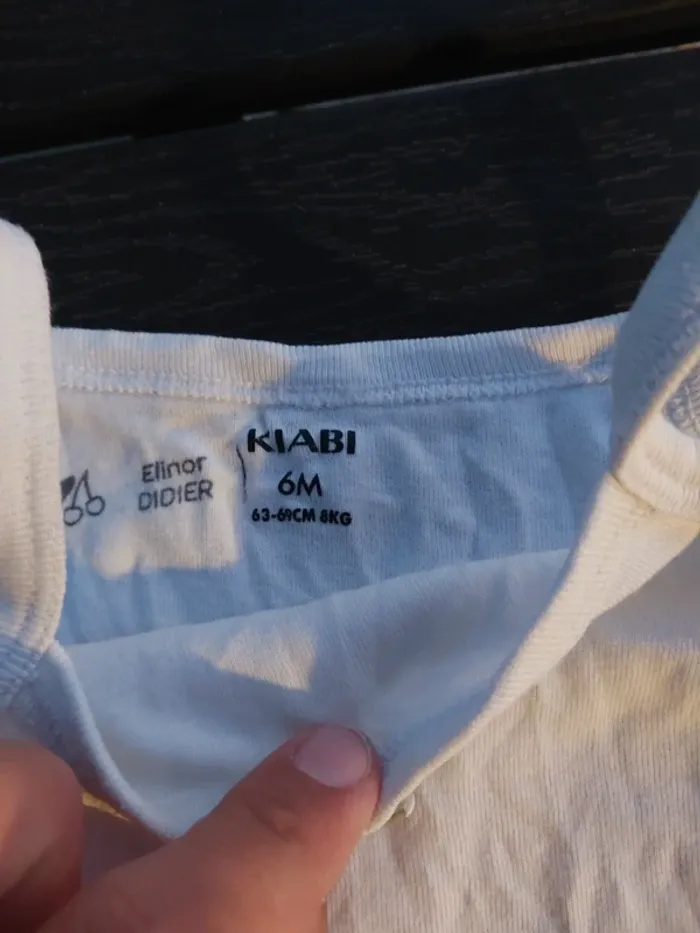 Elinor
DIDIER
KIABI
6M
63-69CM 8KG